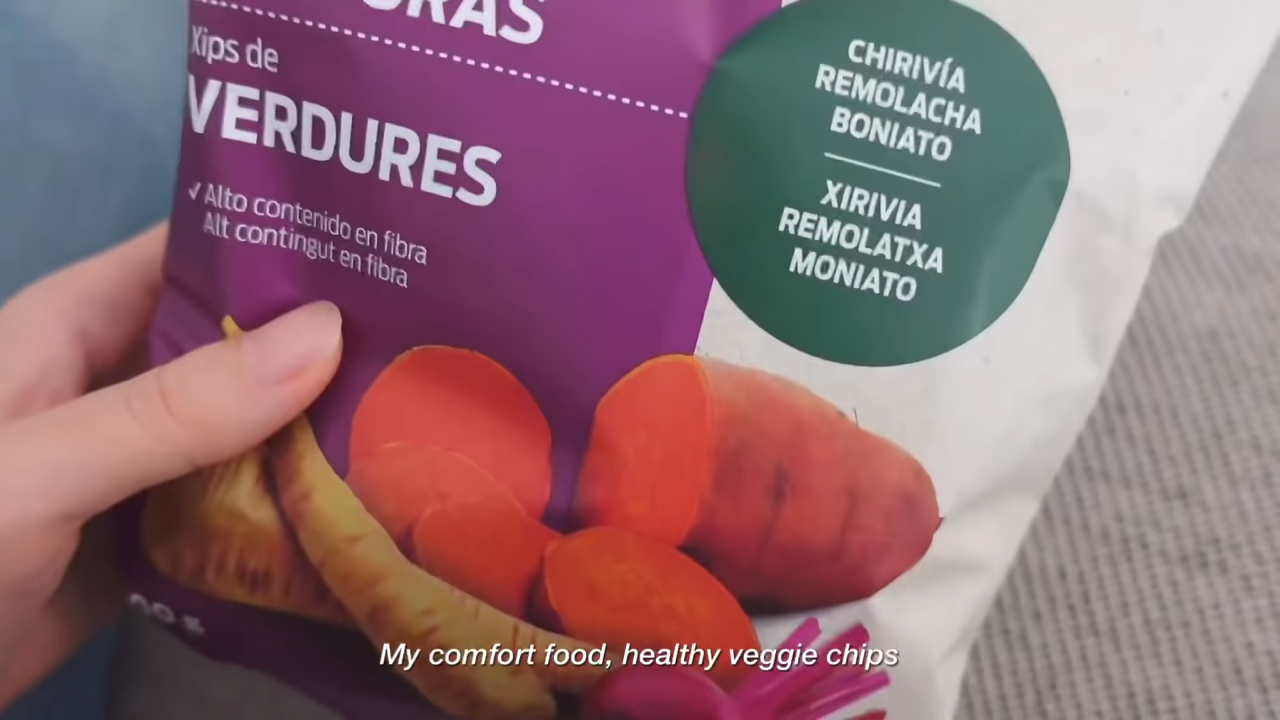 Xips de
VERDURES
✓ Alto contenido en fibra
Alt contingut en fibra
CHIRIVÍA
REMOLACHA
BONIATO
XIRIVIA
REMOLATXA
MONIATO
My comfort food, healthy veggie chips